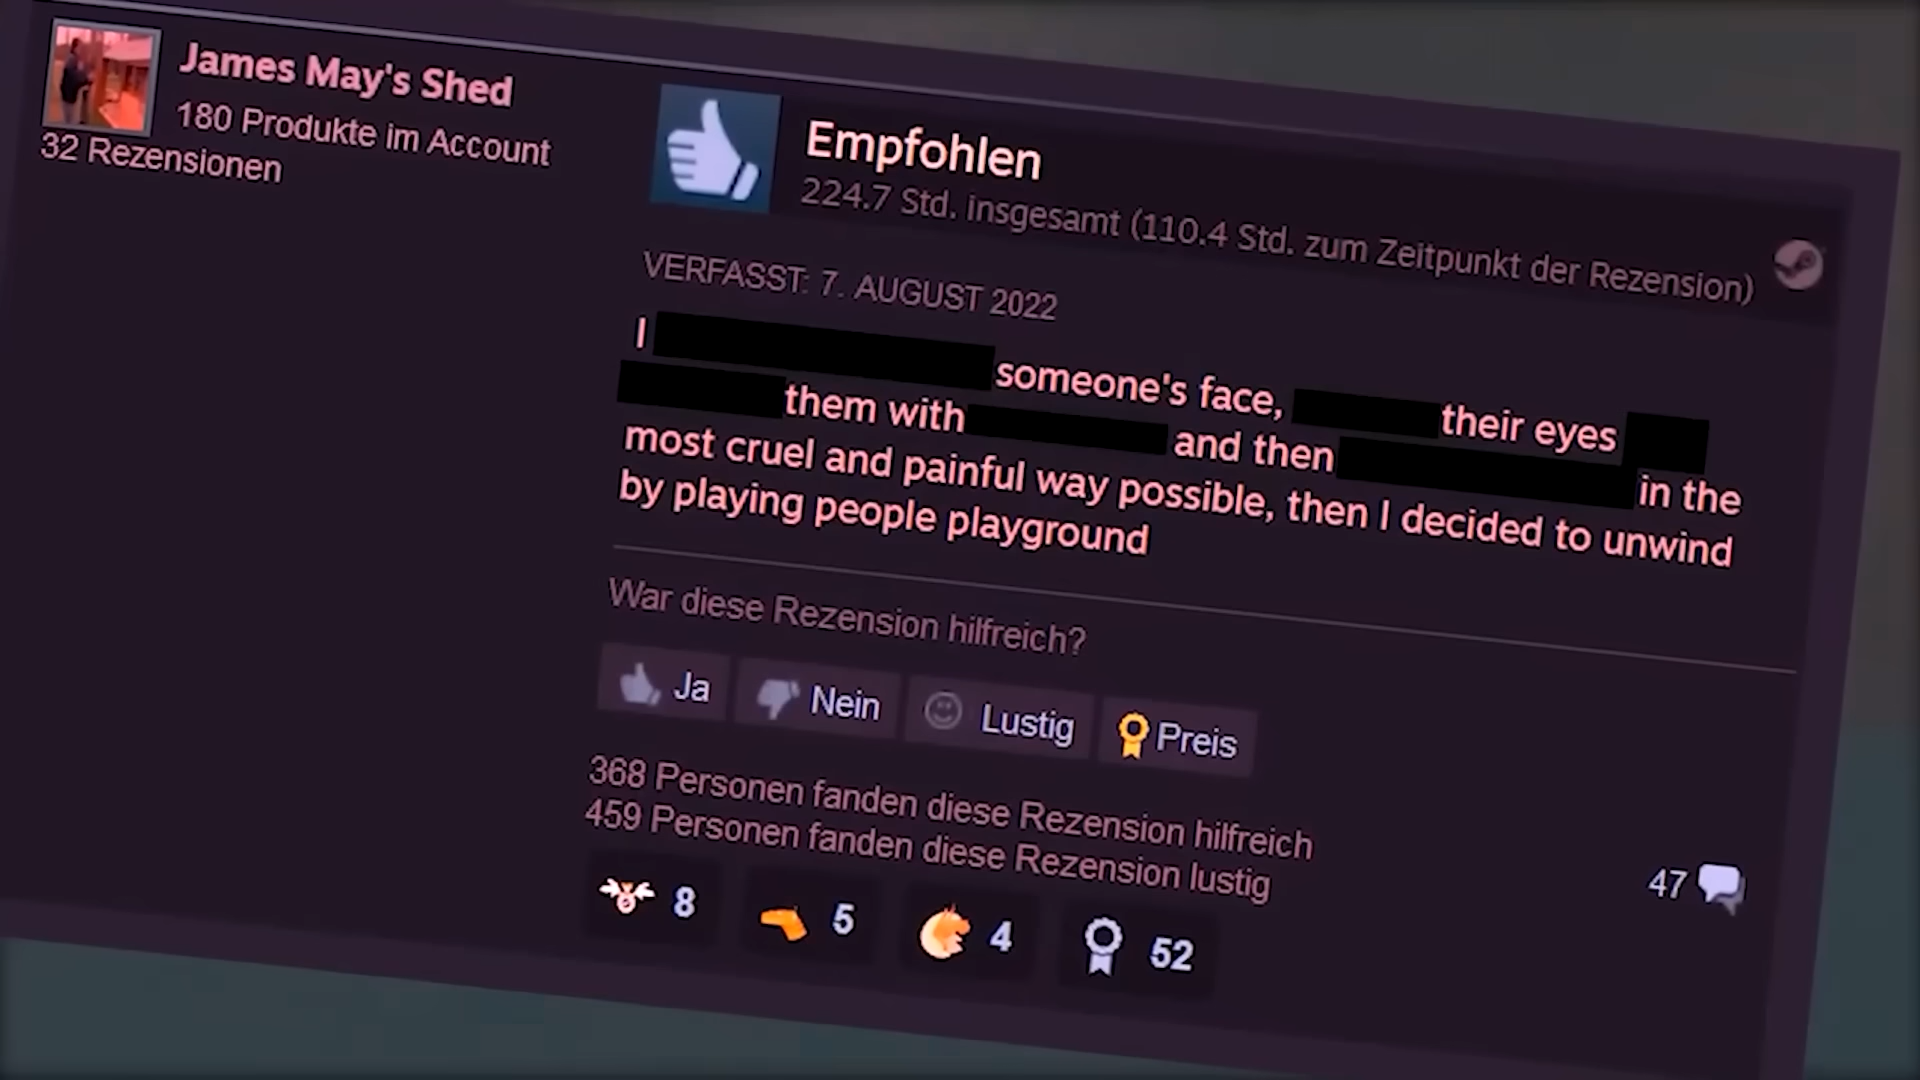 James May's Shed
180 Produkte im Account
32 Rezensionen
Empfohlen
224.7 Std. insgesamt (110.4 Std. zum Zeitpunkt der Rezension)
VERFASST: 7. AUGUST 2022
I someone's face, their eyes
them with and then in the
most cruel and painful way possible, then I decided to unwind
by playing people playground
War diese Rezension hilfreich?
Ja Nein Lustig Preis
368 Personen fanden diese Rezension hilfreich
459 Personen fanden diese Rezension lustig
47
8 5 4 52